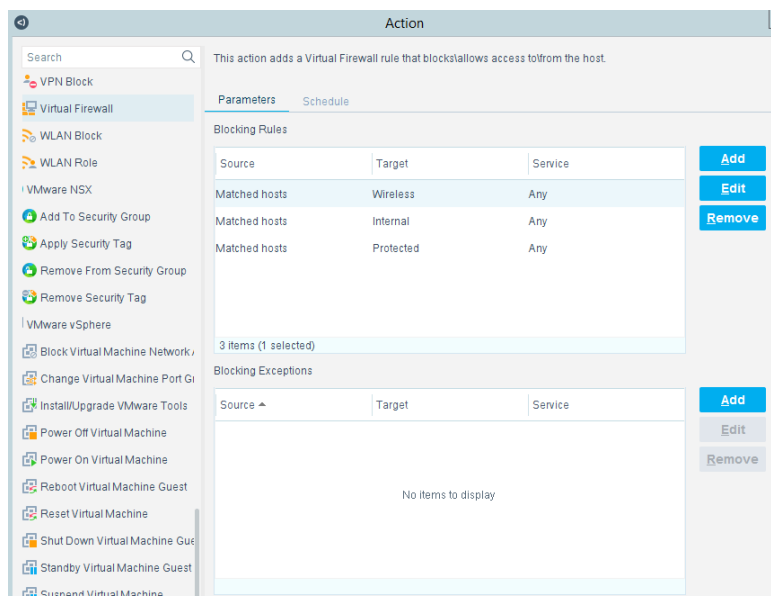 Action
Search
VPN Block
Virtual Firewall
WLAN Block
WLAN Role
VMware NSX
Add To Security Group
Apply Security Tag
Remove From Security Group
Remove Security Tag
VMware vSphere
Block Virtual Machine Network
Change Virtual Machine Port
Install/Upgrade VMware Tools
Power Off Virtual Machine
Power On Virtual Machine
Reboot Virtual Machine Guest
Reset Virtual Machine
Shut Down Virtual Machine
Standby Virtual Machine Guest
Suspend Virtual Machine
This action adds a Virtual Firewall rule that blocks\allows access to\from the host.
Parameters Schedule
Blocking Rules
Source Target Service
Matched hosts Wireless Any
Matched hosts Internal Any
Matched hosts Protected Any
3 items (1 selected)
Add
Edit
Remove
Blocking Exceptions
Source Target Service
No items to display
Add
Edit
Remove